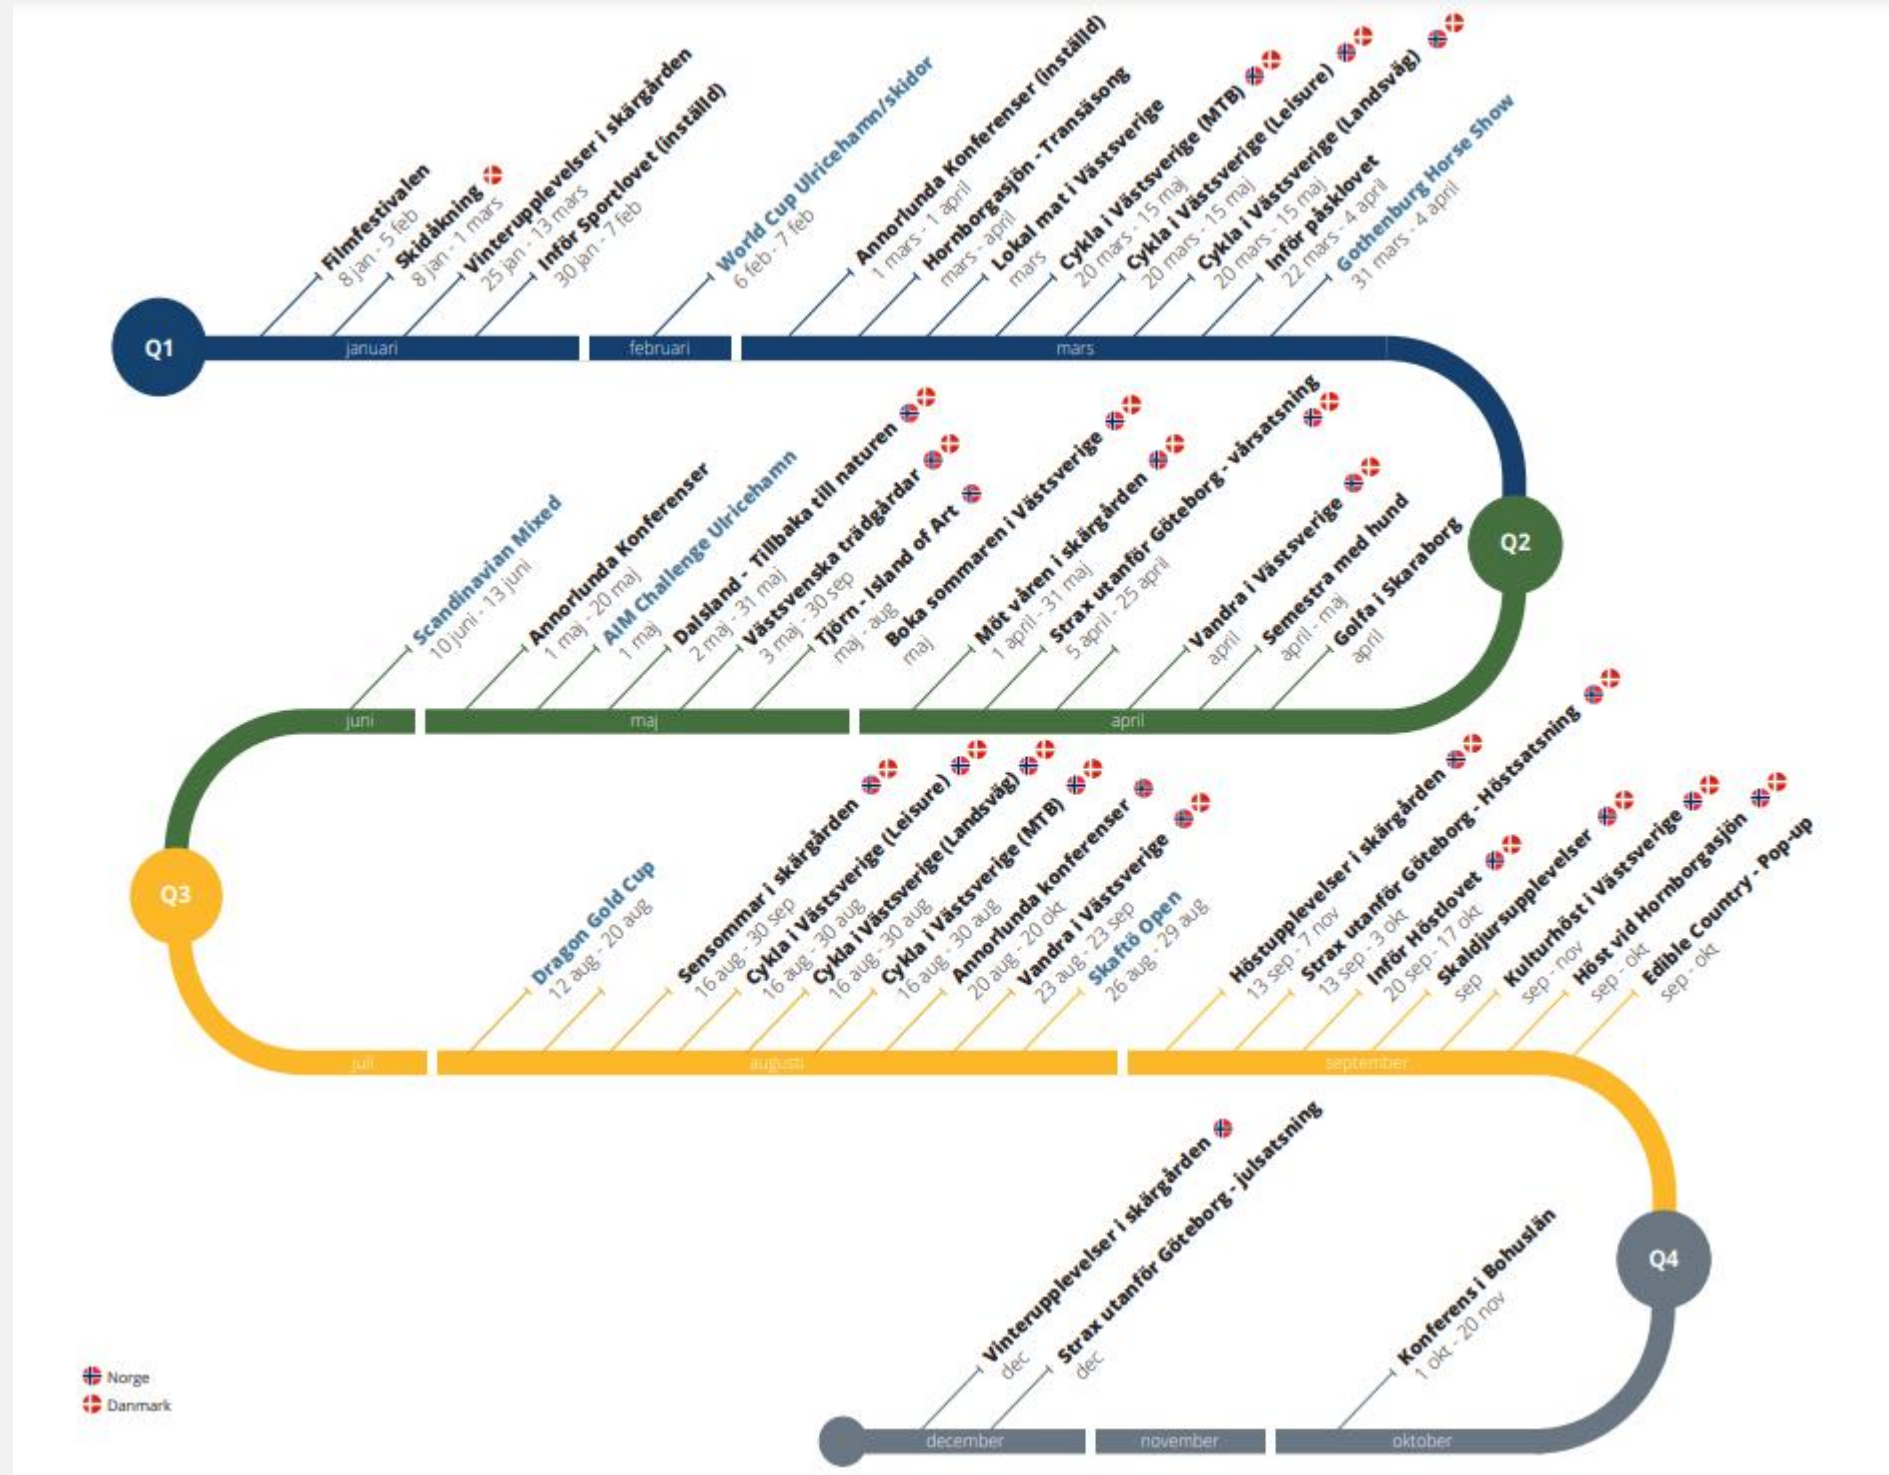 Filmfestivalen
8 jan - 5 feb
Skidåkning
8 jan - 1 mars
Vinterupplevelser i skärgården
25 jan - 13 mars
Inför Sportlovet (inställd)
30 jan - 7 feb
World Cup Ulricehamn/skidor
6 feb - 7 feb
Annorlunda Konferenser (inställd)
1 mars - 1 april
Hornborgasjön - Transäsong
mars - april
Lokal mat i Västsverige
mars
Cykla i Västsverige (MTB)
20 mars - 15 maj
Cykla i Västsverige (Leisure)
20 mars - 15 maj
Cykla i Västsverige (Landsväg)
20 mars - 15 maj
Inför påsklovet
22 mars - 4 april
Gothenburg Horse Show
31 mars - 4 april
Q1
januari
februari
mars
Scandinavian Mixed
10 juni - 13 juni
Annorlunda Konferenser
1 maj - 20 maj
AIM Challenge Ulricehamn
1 maj
Dalsland - Tillbaka till naturen
2 maj - 31 maj
Västsvenska trädgårdar
3 maj - 30 sep
Tjörn - Island of Art
maj - aug
Boka sommaren i Västsverige
maj
Möt våren i skärgården
1 april - 31 maj
Strax utanför Göteborg - vårsatsning
5 april - 25 april
Vandra i Västsverige
april
Semestra med hund
april - maj
Golfa i Skaraborg
april
Q2
juni
maj
april
Q3
Dragon Gold Cup
12 aug - 20 aug
Sensommar i skärgården
16 aug - 30 sep
Cykla i Västsverige (Leisure)
16 aug - 30 aug
Cykla i Västsverige (Landsväg)
16 aug - 30 aug
Cykla i Västsverige (MTB)
16 aug - 30 aug
Annorlunda konferenser
20 aug - 20 okt
Vandra i Västsverige
23 aug - 23 sep
Skaftö Open
26 aug - 29 aug
Höstupplevelser i skärgården
13 sep - 7 nov
Strax utanför Göteborg - Höstsatsning
13 sep - 3 okt
Inför Höstlovet
20 sep - 17 okt
Skaldjursupplevelser
sep
Kulturhöst i Västsverige
sep - nov
Höst vid Hornborgasjön
sep - okt
Edible Country - Pop-up
sep - okt
juli
augusti
september
Vinterupplevelser i skärgården
dec
Strax utanför Göteborg - julsatsning
dec
Konferens i Bohuslän
1 okt - 20 nov
Q4
Norge
Danmark
december
november
oktober